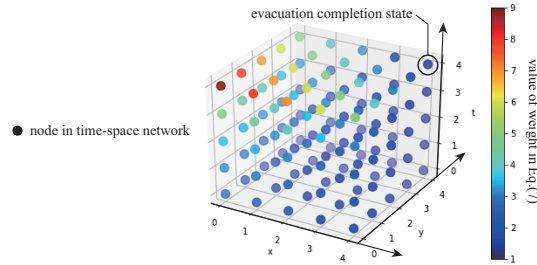 evacuation completion state
node in time-space network
0 1 2 3 4
x
0 1 2 3 4
y
0 1 2 3 4
t
9
8
7
6
5
4
3
2
1
value of weight in Eq.(7)